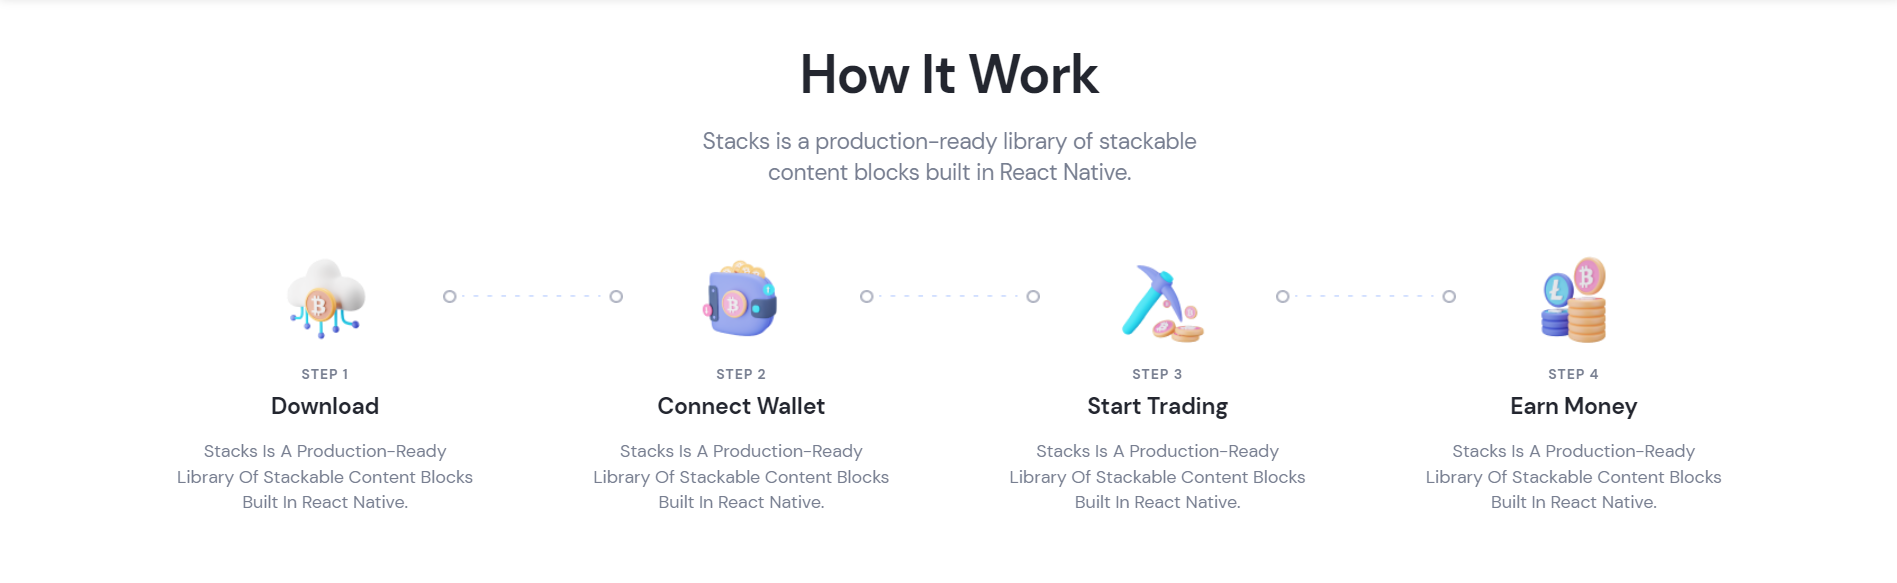 How It Work
Stacks is a production-ready library of stackable
content blocks built in React Native.
STEP 1
Download
Stacks Is A Production-Ready
Library Of Stackable Content Blocks
Built In React Native.
STEP 2
Connect Wallet
Stacks Is A Production-Ready
Library Of Stackable Content Blocks
Built In React Native.
STEP 3
Start Trading
Stacks Is A Production-Ready
Library Of Stackable Content Blocks
Built In React Native.
STEP 4
Earn Money
Stacks Is A Production-Ready
Library Of Stackable Content Blocks
Built In React Native.